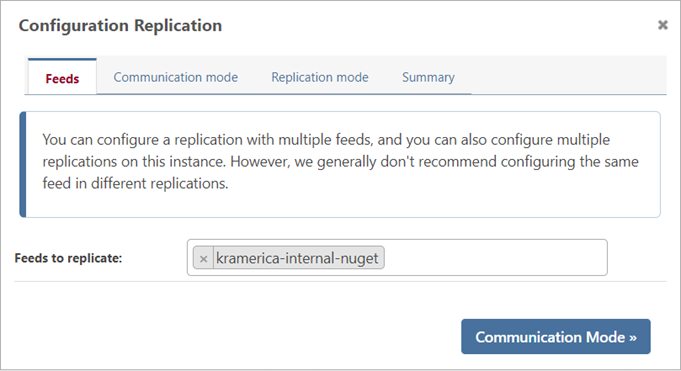 Configuration Replication ×
Feeds Communication mode Replication mode Summary
You can configure a replication with multiple feeds, and you can also configure multiple
replications on this instance. However, we generally don't recommend configuring the same
feed in different replications.
Feeds to replicate: × kramerica-internal-nuget
Communication Mode »